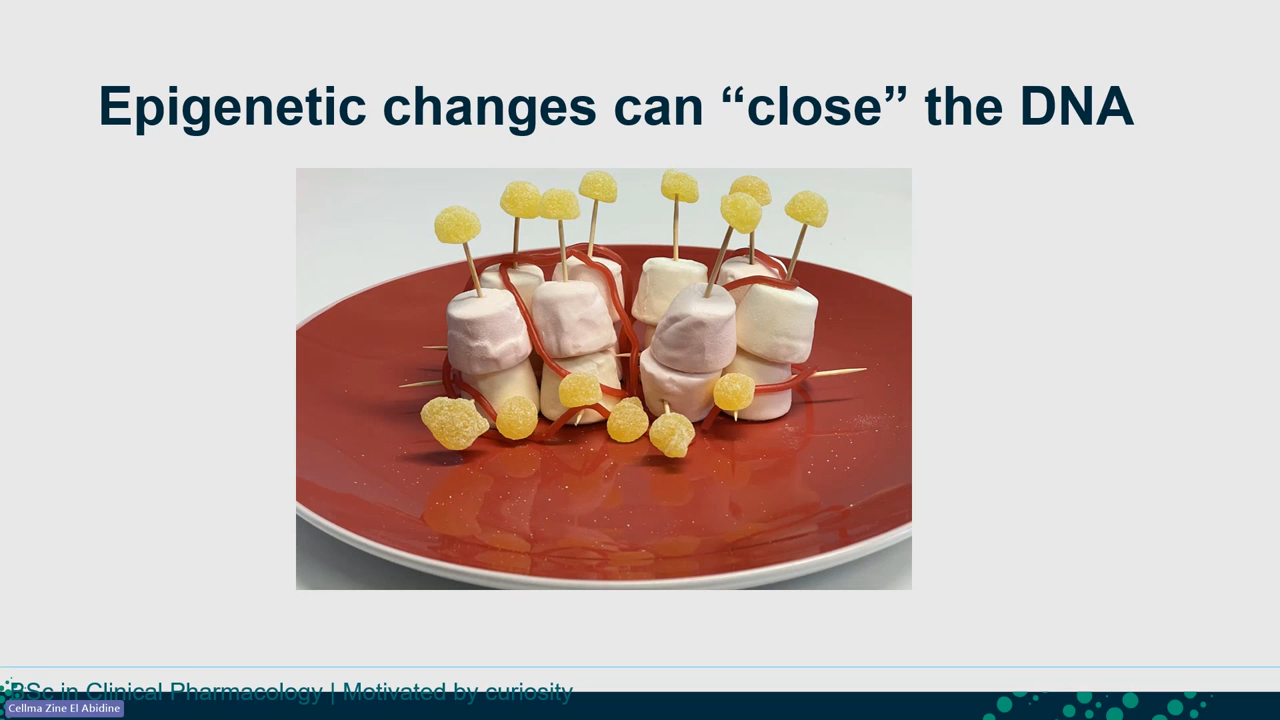 Epigenetic changes can “close” the DNA
BSc in Clinical Pharmacology | Motivated by curiosity
Cellma Zine El Abidine